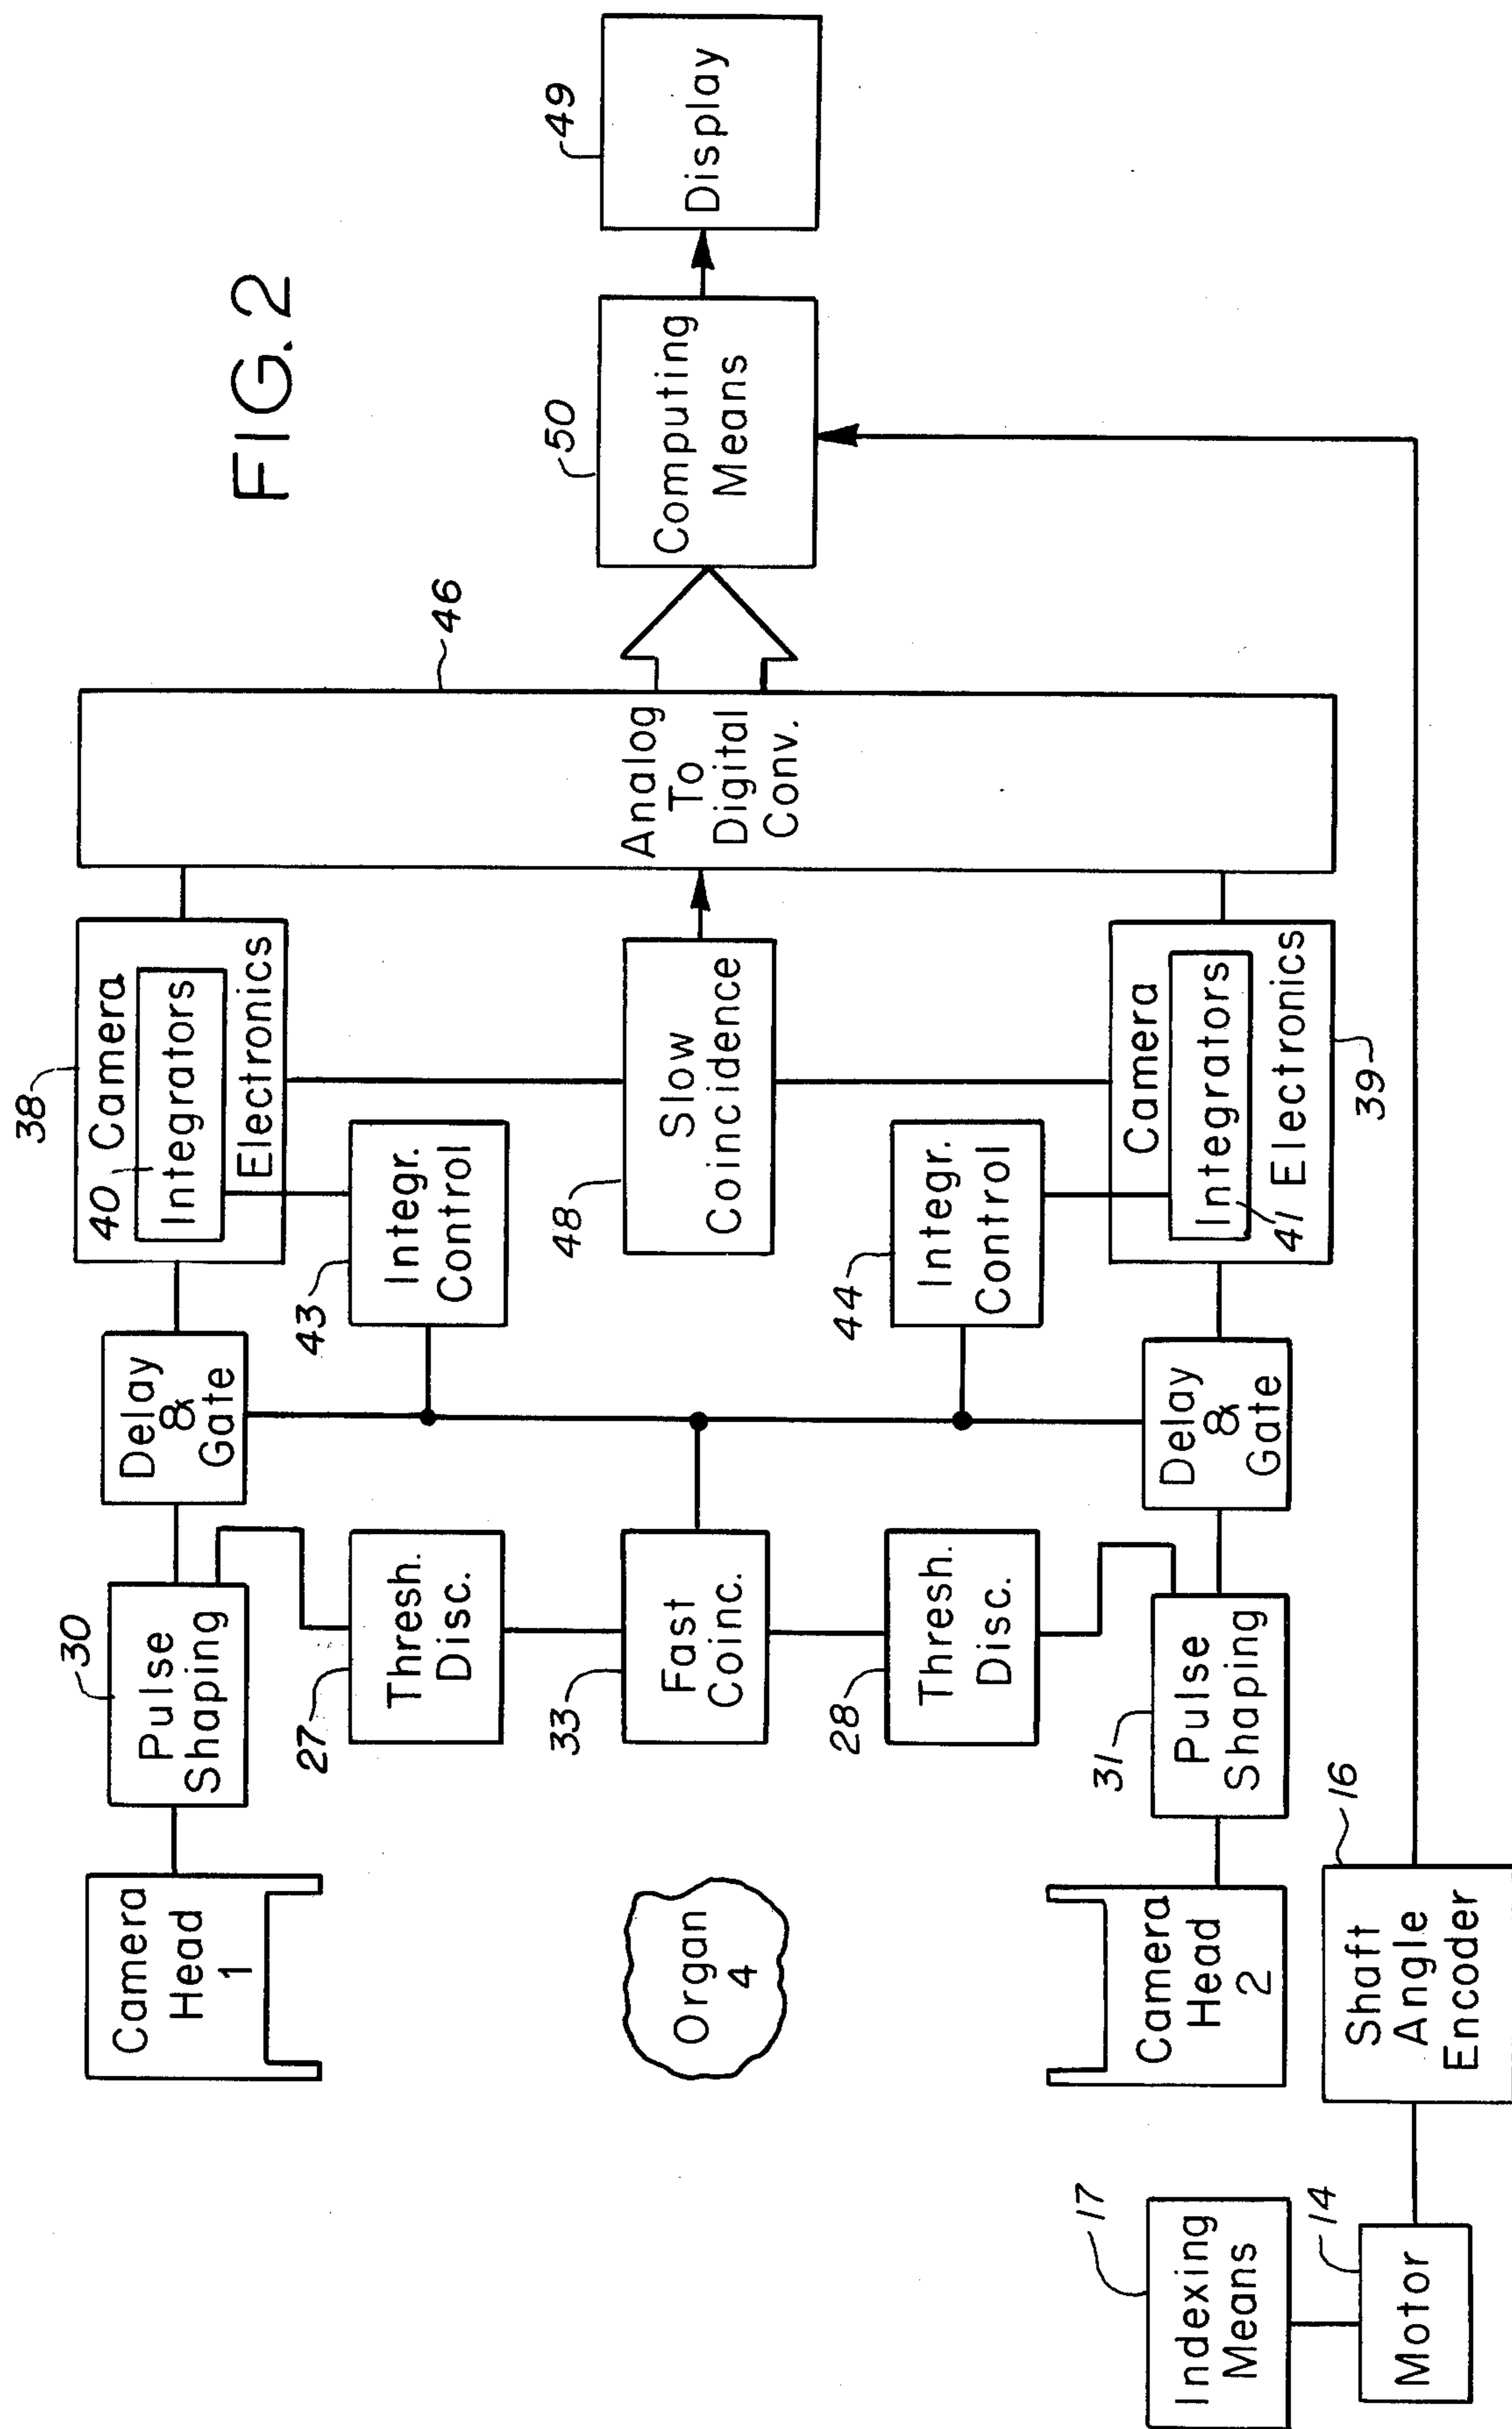 FIG. 2
38
40
Camera
Integrators
Electronics
30
Pulse
Shaping
Delay
&
Gate
Camera
Head
1
27
Thresh.
Disc.
43
Integr.
Control
46
Analog
To
Digital
Conv.
50
Computing
Means
49
Display
Organ
4
33
Fast
Coinc.
48
Slow
Coincidence
28
Thresh.
Disc.
44
Integr.
Control
Camera
Head
2
31
Pulse
Shaping
Delay
&
Gate
Camera
Integrators
41
Electronics
39
17
Indexing
Means
14
Motor
16
Shaft
Angle
Encoder